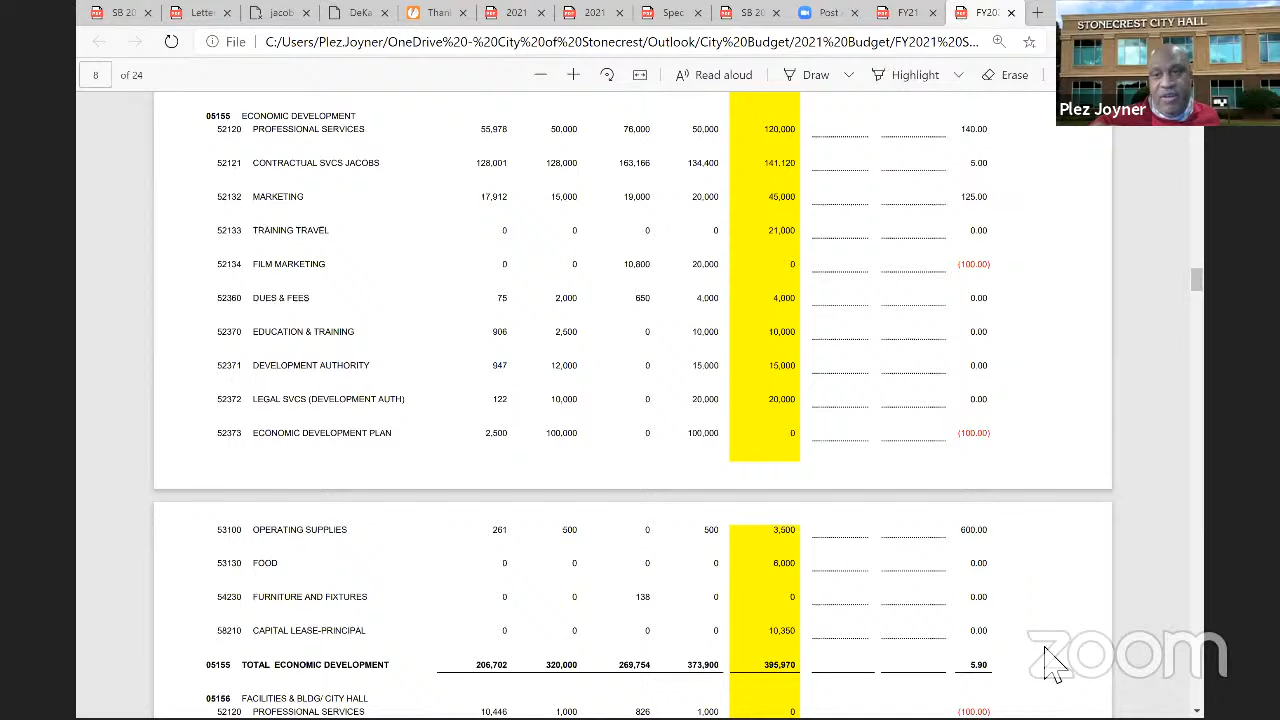 SB 20
Letter
jacob
Thani
2021
Spec
SB 3
Post
FY21
FY20
File C:/Users/Plez.Joyner/OneDrive%20-%20City%20of%20Stonecrest/Outlook/City%20Budget/2021%20Budget/FY2021%20S...
STONECREST CITY HALL
Plez Joyner
8 of 24 Read aloud Draw Highlight Erase
05155 ECONOMIC DEVELOPMENT
52120 PROFESSIONAL SERVICES 55,978 50,000 76,000 50,000 120,000 140.00
52121 CONTRACTUAL SVCS JACOBS 128,001 128,000 163,166 134,400 141,120 5.00
52132 MARKETING 17,912 15,000 19,000 20,000 45,000 125.00
52133 TRAINING TRAVEL 0 0 0 0 21,000 0.00
52134 FILM MARKETING 0 0 10,800 20,000 0 (100.00)
52360 DUES & FEES 75 2,000 650 4,000 4,000 0.00
52370 EDUCATION & TRAINING 906 2,500 0 10,000 10,000 0.00
52371 DEVELOPMENT AUTHORITY 947 12,000 0 15,000 15,000 0.00
52372 LEGAL SVCS (DEVELOPMENT AUTH) 122 10,000 0 20,000 20,000 0.00
52373 ECONOMIC DEVELOPMENT PLAN 2,500 100,000 0 100,000 0 (100.00)
53100 OPERATING SUPPLIES 261 500 0 500 3,500 600.00
53130 FOOD 0 0 0 0 6,000 0.00
54230 FURNITURE AND FIXTURES 0 0 138 0 0 0.00
58210 CAPITAL LEASE-PRINCIPAL 0 0 0 10,350 0.00
05155 TOTAL ECONOMIC DEVELOPMENT 206,702 320,000 269,754 373,900 395,970 5.90
05156 FACILITIES & BLDG/ CITY HALL
52120 PROFESSIONAL SERVICES 10,446 1,000 826 1,000 0 (100.00)
zoom